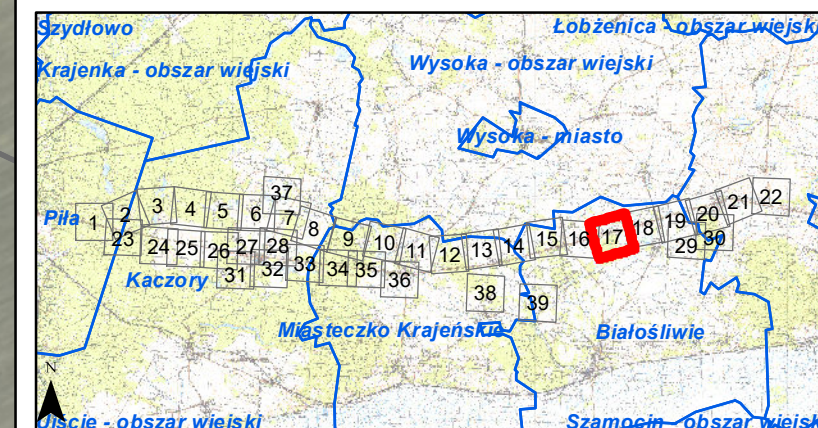 Szydłowo
Łobżenica - obszar wiejski
Krajenka - obszar wiejski
Wysoka - obszar wiejski
Wysoka - miasto
37
1 2 3 4 5 6 7 8 9 10 11 12 13 14 15 16 17 18 19 20 21 22
Piła
23 24 25 26 27 28 33 34 35 36 29 30
31 32
Kaczory
38 39
Miasteczko Krajeńskie
Białośliwie
N
Ujście - obszar wiejski
Szamocin - obszar wiejski